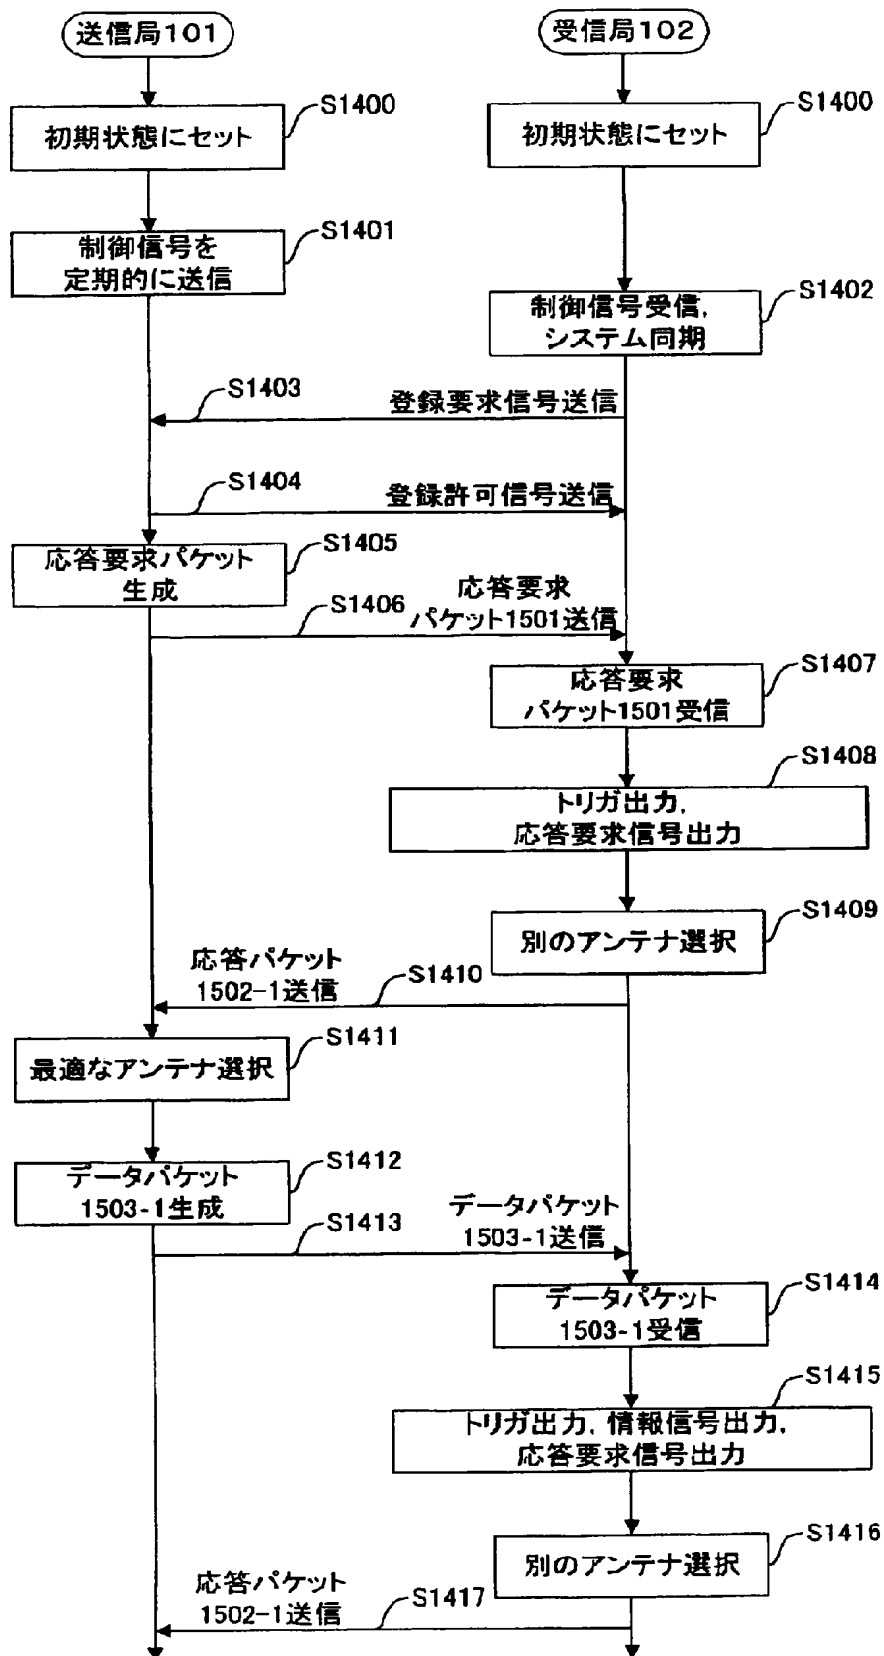 送信局101
受信局102
S1400
初期状態にセット
S1400
初期状態にセット
S1401
制御信号を
定期的に送信
S1402
制御信号受信,
システム同期
S1403
登録要求信号送信
S1404
登録許可信号送信
S1405
応答要求パケット
生成
S1406
応答要求
パケット1501送信
S1407
応答要求
パケット1501受信
S1408
トリガ出力,
応答要求信号出力
S1409
別のアンテナ選択
応答パケット
1502-1送信
S1410
S1411
最適なアンテナ選択
S1412
データパケット
1503-1生成
S1413
データパケット
1503-1送信
S1414
データパケット
1503-1受信
S1415
トリガ出力, 情報信号出力,
応答要求信号出力
S1416
別のアンテナ選択
応答パケット
1502-1送信
S1417